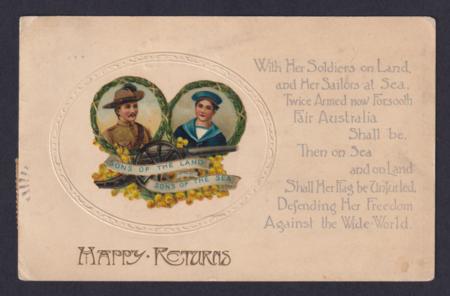 With Her Soldiers on Land,
and Her Sailors at Sea,
Twice Armed now Forsooth
Fair Australia
Shall be.
Then on Sea
and on Land
Shall Her Flag be Unfurled,
Defending Her Freedom
Against the Wide World.
SONS OF THE LAND
SONS OF THE SEA
HAPPY · RETURNS